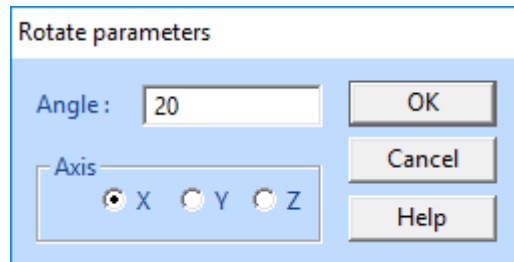 Rotate parameters
Angle : 20
OK
Cancel
Axis
X Y Z
Help